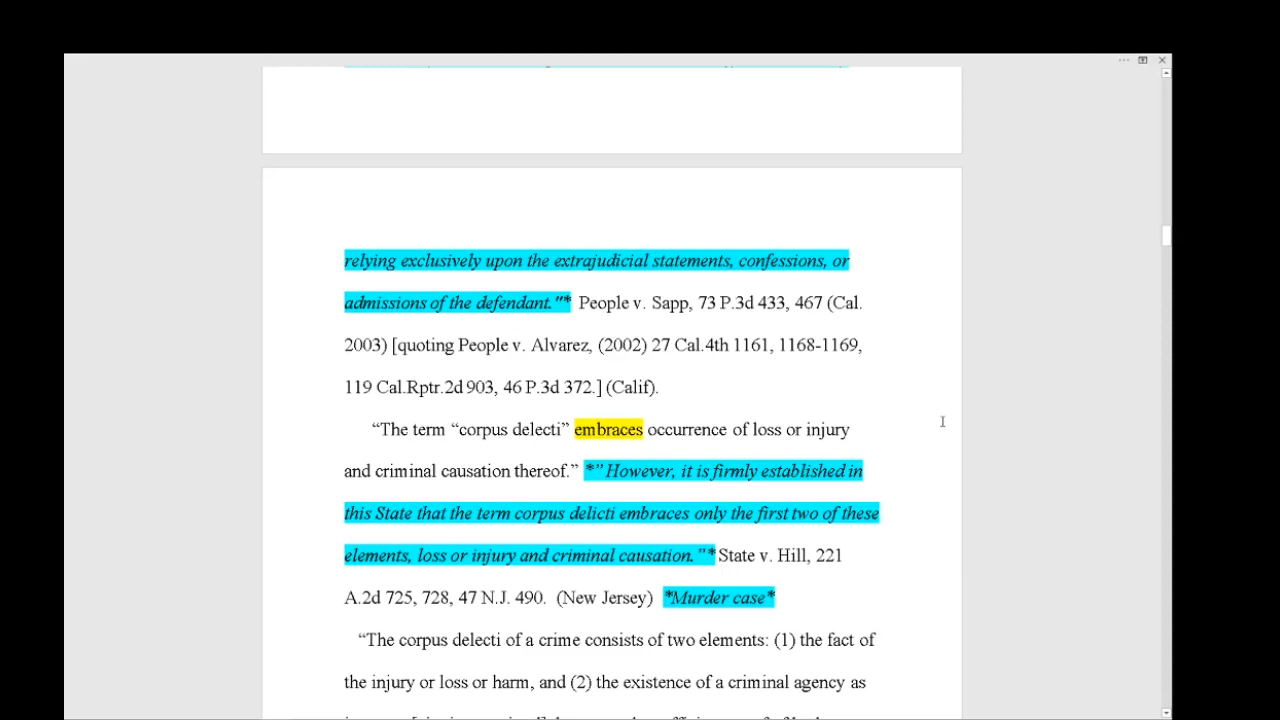 relying exclusively upon the extrajudicial statements, confessions, or
admissions of the defendant."* People v. Sapp, 73 P.3d 433, 467 (Cal.
2003) [quoting People v. Alvarez, (2002) 27 Cal.4th 1161, 1168-1169,
119 Cal.Rptr.2d 903, 46 P.3d 372.] (Calif).
“The term “corpus delecti” embraces occurrence of loss or injury
and criminal causation thereof.” *” However, it is firmly established in
this State that the term corpus delicti embraces only the first two of these
elements, loss or injury and criminal causation.”* State v. Hill, 221
A.2d 725, 728, 47 N.J. 490. (New Jersey) *Murder case*
“The corpus delecti of a crime consists of two elements: (1) the fact of
the injury or loss or harm, and (2) the existence of a criminal agency as